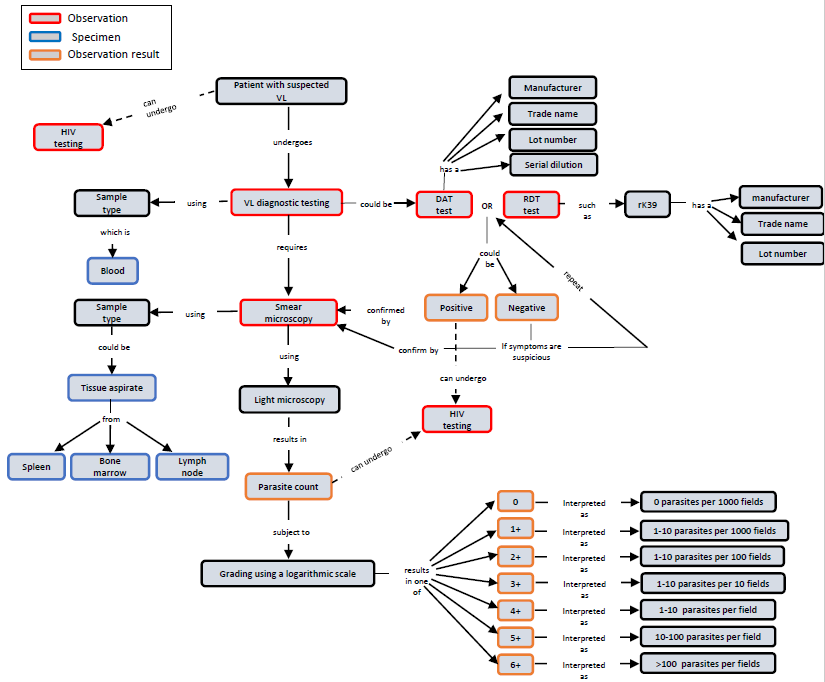 Observation
Specimen
Observation result
Patient with suspected
VL
can
undergo
HIV
testing
undergoes
Manufacturer
Trade name
Lot number
Serial dilution
has a
Sample
type
using
VL diagnostic testing
could be
DAT
test
OR
RDT
test
such
as
rK39
has a
manufacturer
Trade name
Lot number
which is
Blood
requires
could
be
repeat
Sample
type
using
Smear
microscopy
confirmed
by
Positive
Negative
confirm by
If symptoms are
suspicious
could be
using
can undergo
Tissue aspirate
Light microscopy
HIV
testing
from
results in
can undergo
Spleen
Bone
marrow
Lymph
node
Parasite count
subject to
Grading using a logarithmic scale
results
in one
of
0
Interpreted
as
0 parasites per 1000 fields
1+
Interpreted
as
1-10 parasites per 1000 fields
2+
Interpreted
as
1-10 parasites per 100 fields
3+
Interpreted
as
1-10 parasites per 10 fields
4+
Interpreted
as
1-10 parasites per field
5+
Interpreted
as
10-100 parasites per field
6+
Interpreted
as
>100 parasites per fields